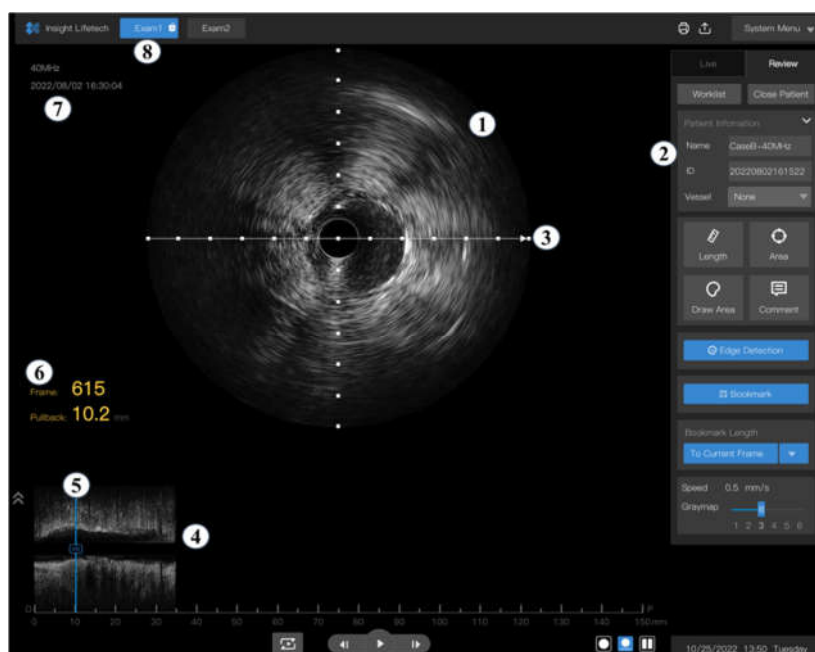 Insight Lifetech Exam1 Exam2 System Menu
8
40MHz
2022/08/02 16:30:04
7
1
Live Review
Worklist Close Patient
Patient Infomation
2
Name CaseB-40MHz
ID 20220802161522
Vessel None
3
Length Area
Draw Area Comment
Edge Detection
6
Frame: 615
Pullback: 10.2 mm
Bookmark
Bookmark Length
To Current Frame
5
4
Speed 0.5 mm/s
Graymap
1 2 3 4 5 6
D P
0 10 20 30 40 50 60 70 80 90 100 110 120 130 140 150mm
10/25/2022 13:50 Tuesday